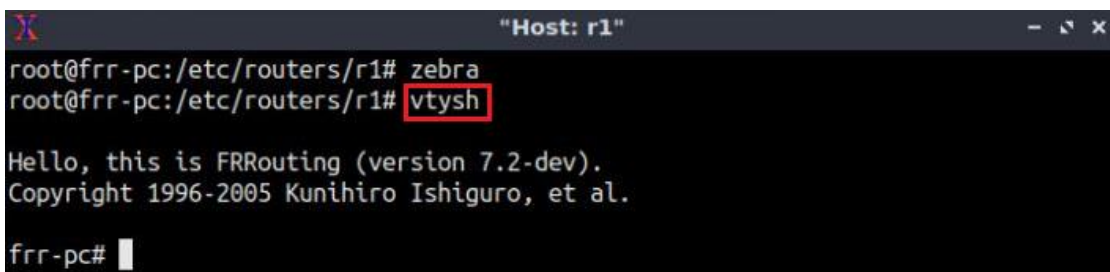 "Host: r1"
root@frr-pc:/etc/routers/r1# zebra
root@frr-pc:/etc/routers/r1# vtysh
Hello, this is FRRouting (version 7.2-dev).
Copyright 1996-2005 Kunihiro Ishiguro, et al.
frr-pc#